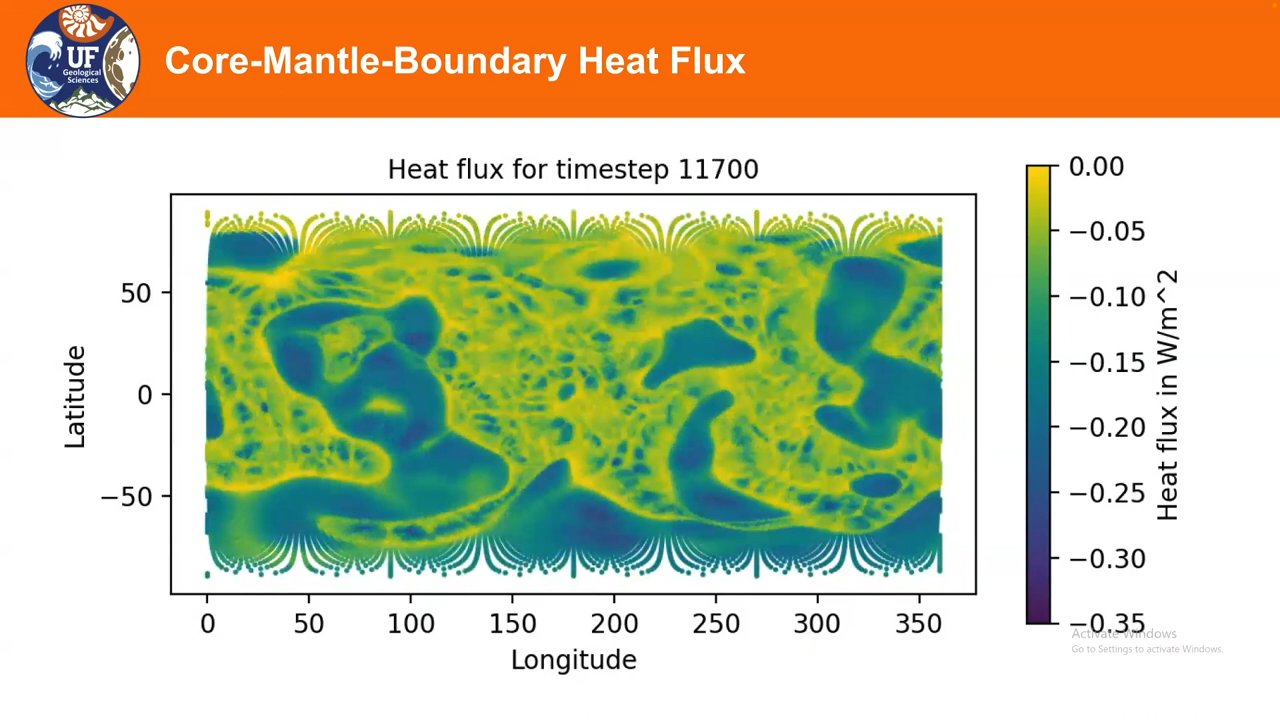 UF
Geological
Sciences
Core-Mantle-Boundary Heat Flux
Heat flux for timestep 11700
50
0
−50
Latitude
0 50 100 150 200 250 300 350
Longitude
0.00
−0.05
−0.10
−0.15
−0.20
−0.25
−0.30
−0.35
Heat flux in W/m^2
Activate Windows
Go to Settings to activate Windows.